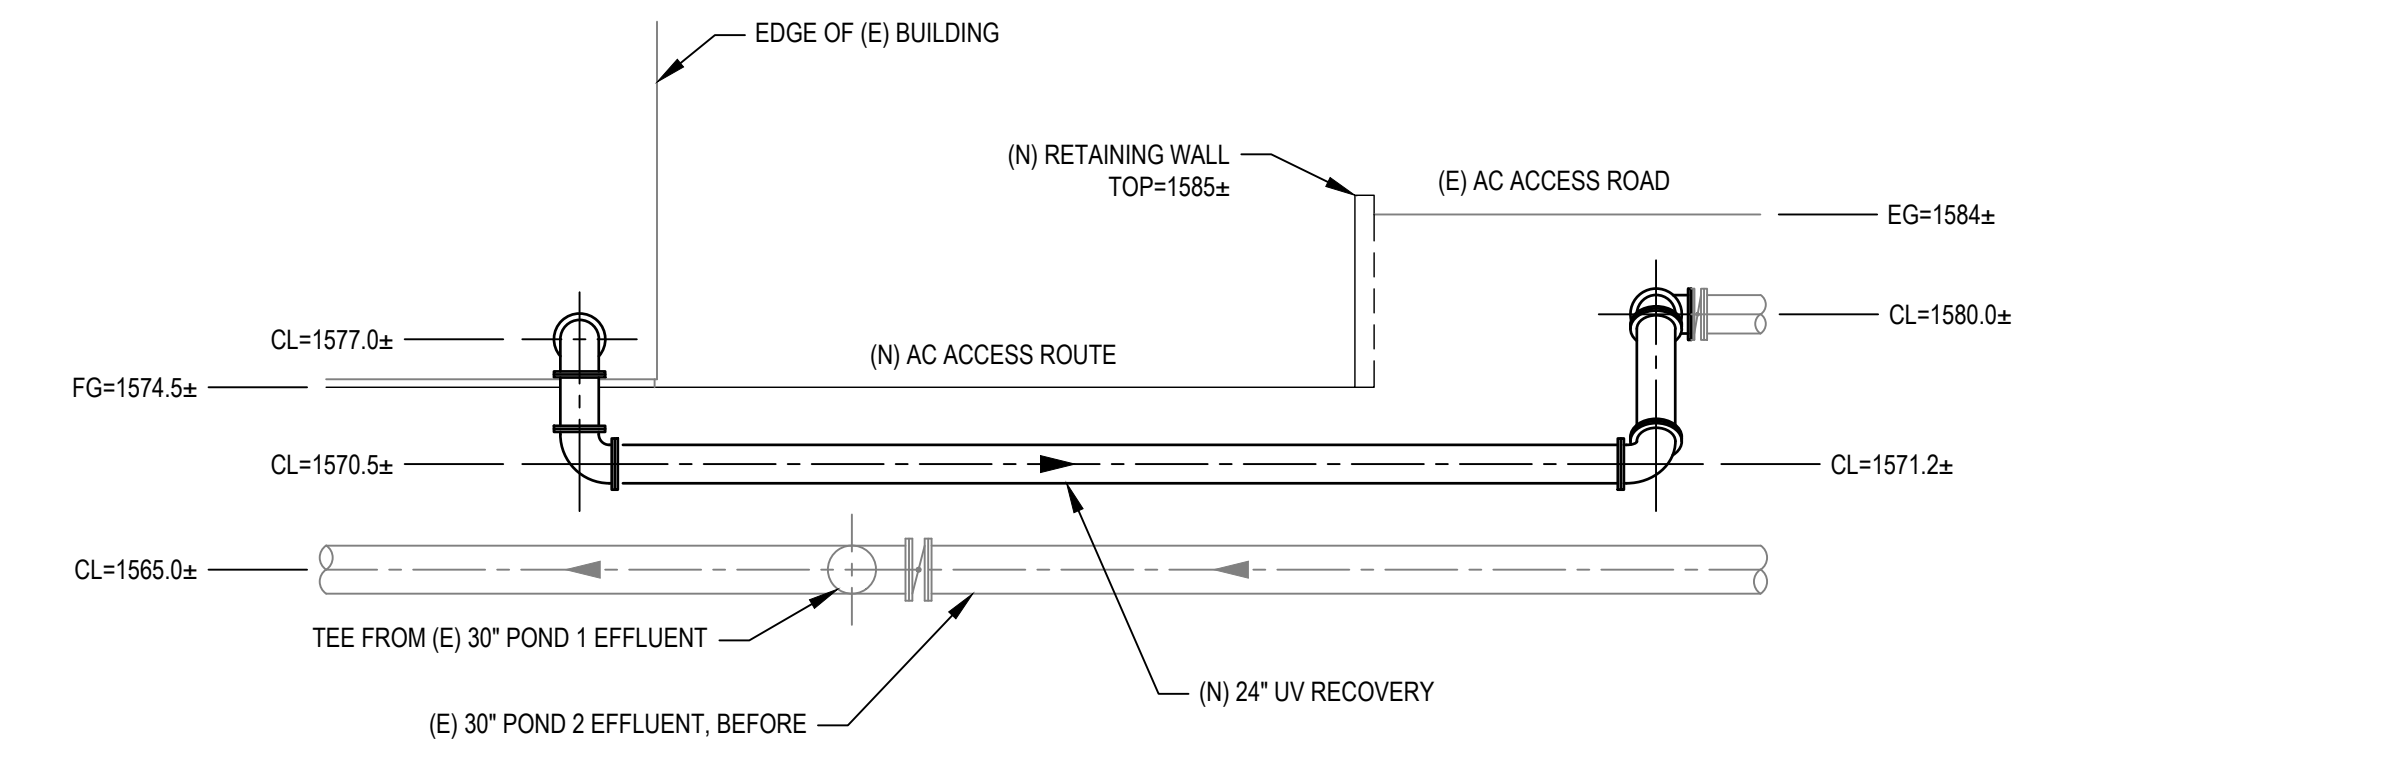 EDGE OF (E) BUILDING
(N) RETAINING WALL
TOP=1585±
(E) AC ACCESS ROAD
EG=1584±
CL=1577.0±
CL=1580.0±
(N) AC ACCESS ROUTE
FG=1574.5±
CL=1570.5±
CL=1571.2±
CL=1565.0±
TEE FROM (E) 30" POND 1 EFFLUENT
(N) 24" UV RECOVERY
(E) 30" POND 2 EFFLUENT, BEFORE